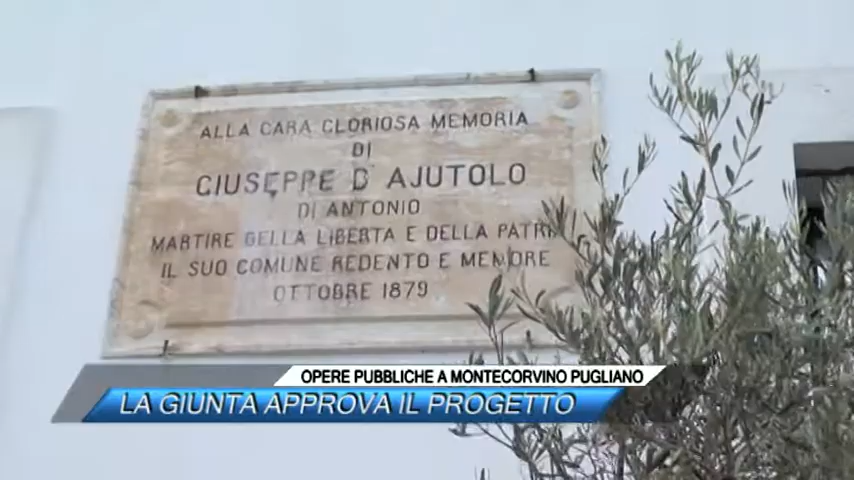 ALLA CARA GLORIOSA MEMORIA
DI
GIUSEPPE D'AJUTOLO
DI ANTONIO
MARTIRE DELLA LIBERTA E DELLA PATRIA
IL SUO COMUNE REDENTO E MEMORE
OTTOBRE 1879
OPERE PUBBLICHE A MONTECORVINO PUGLIANO
LA GIUNTA APPROVA IL PROGETTO